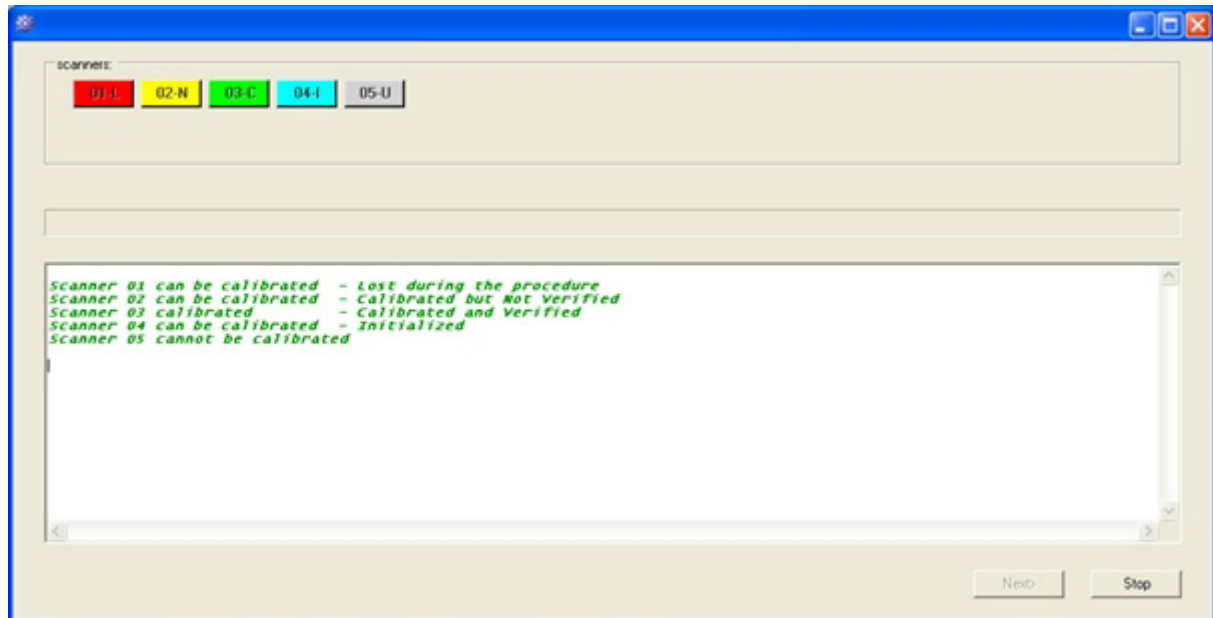 scanners:
01-L 02-N 03-C 04-I 05-U
Scanner 01 can be calibrated - Lost during the procedure
Scanner 02 can be calibrated - Calibrated but Not Verified
Scanner 03 calibrated - Calibrated and Verified
Scanner 04 can be calibrated - Initialized
Scanner 05 cannot be calibrated
Next> Stop